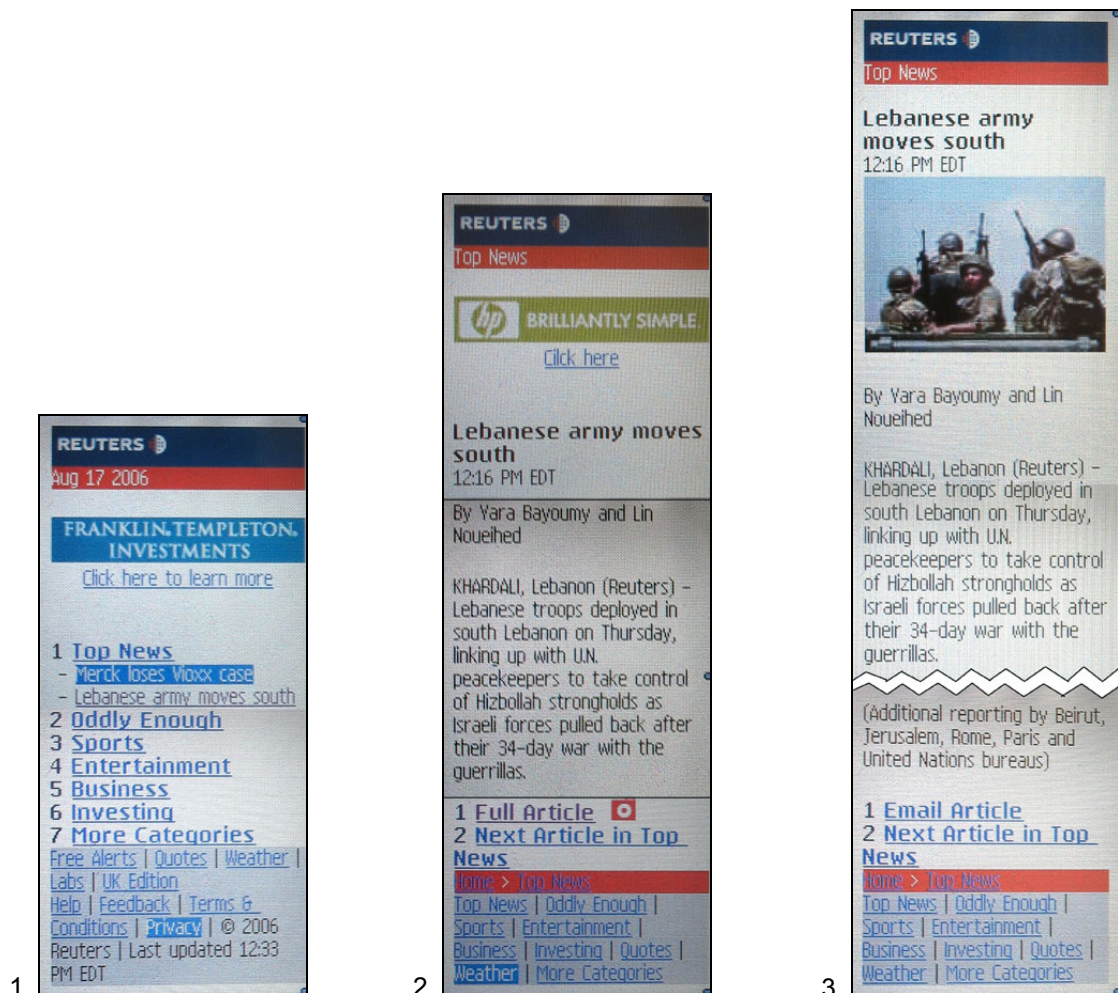 REUTERS
Aug 17 2006
FRANKLIN TEMPLETON
INVESTMENTS
Click here to learn more
1 Top News
- Merck loses Vioxx case
- Lebanese army moves south
2 Oddly Enough
3 Sports
4 Entertainment
5 Business
6 Investing
7 More Categories
Free Alerts | Quotes | Weather |
Labs | UK Edition
Help | Feedback | Terms &
Conditions | Privacy | © 2006
Reuters | Last updated 12:33
PM EDT
1
REUTERS
Top News
hp BRILLIANTLY SIMPLE.
Click here
Lebanese army moves
south
12:16 PM EDT
By Yara Bayoumy and Lin
Noueihed
KHARDALI, Lebanon (Reuters) –
Lebanese troops deployed in
south Lebanon on Thursday,
linking up with U.N.
peacekeepers to take control
of Hizbollah strongholds as
Israeli forces pulled back after
their 34-day war with the
guerrillas.
1 Full Article
2 Next Article in Top
News
Home > Top News
Top News | Oddly Enough |
Sports | Entertainment |
Business | Investing | Quotes |
Weather | More Categories
2
REUTERS
Top News
Lebanese army
moves south
12:16 PM EDT
By Yara Bayoumy and Lin
Noueihed
KHARDALI, Lebanon (Reuters) –
Lebanese troops deployed in
south Lebanon on Thursday,
linking up with U.N.
peacekeepers to take control
of Hizbollah strongholds as
Israeli forces pulled back after
their 34-day war with the
guerrillas.
(Additional reporting by Beirut,
Jerusalem, Rome, Paris and
United Nations bureaus)
1 Email Article
2 Next Article in Top
News
Home > Top News
Top News | Oddly Enough |
Sports | Entertainment |
Business | Investing | Quotes |
Weather | More Categories
3